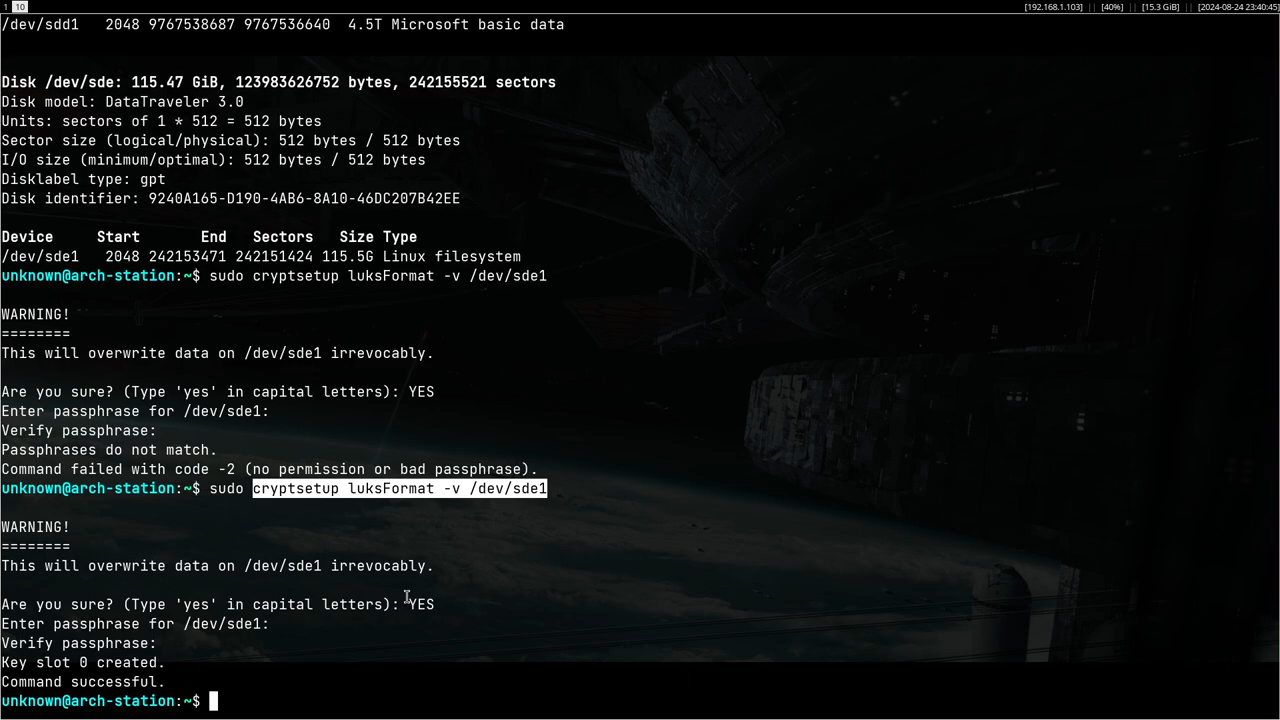 1 10 [192.168.1.103] || [40%] || [15.3 GiB] || [2024-08-24 23:40:45]
/dev/sdd1   2048 9767538687 9767536640  4.5T Microsoft basic data
Disk /dev/sde: 115.47 GiB, 123983626752 bytes, 242155521 sectors
Disk model: DataTraveler 3.0
Units: sectors of 1 * 512 = 512 bytes
Sector size (logical/physical): 512 bytes / 512 bytes
I/O size (minimum/optimal): 512 bytes / 512 bytes
Disklabel type: gpt
Disk identifier: 9240A165-D190-4AB6-8A10-46DC207B42EE
Device     Start       End   Sectors   Size Type
/dev/sde1   2048 242153471 242151424 115.5G Linux filesystem
unknown@arch-station:~$ sudo cryptsetup luksFormat -v /dev/sde1
WARNING!
========
This will overwrite data on /dev/sde1 irrevocably.
Are you sure? (Type 'yes' in capital letters): YES
Enter passphrase for /dev/sde1:
Verify passphrase:
Passphrases do not match.
Command failed with code -2 (no permission or bad passphrase).
unknown@arch-station:~$ sudo cryptsetup luksFormat -v /dev/sde1
WARNING!
========
This will overwrite data on /dev/sde1 irrevocably.
Are you sure? (Type 'yes' in capital letters): YES
Enter passphrase for /dev/sde1:
Verify passphrase:
Key slot 0 created.
Command successful.
unknown@arch-station:~$